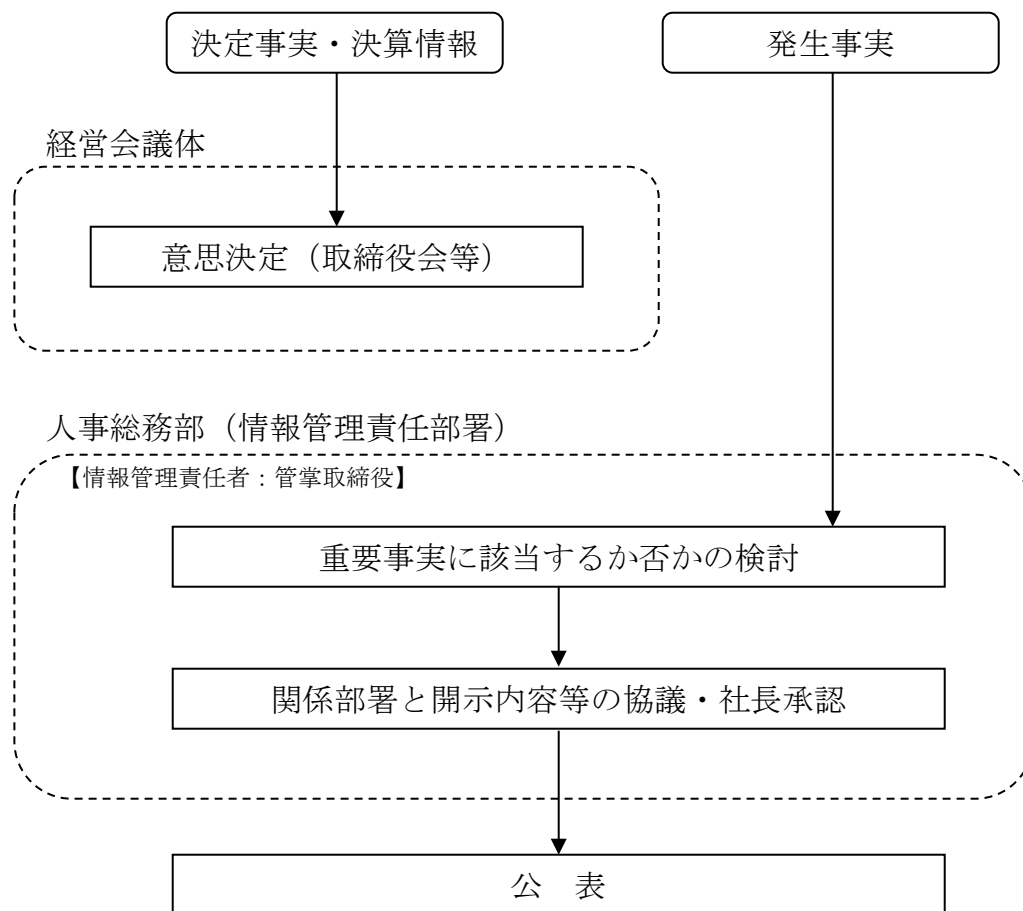 決定事実・決算情報
発生事実
経営会議体
意思決定（取締役会等）
人事総務部（情報管理責任部署）
【情報管理責任者：管掌取締役】
重要事実に該当するか否かの検討
関係部署と開示内容等の協議・社長承認
公　表